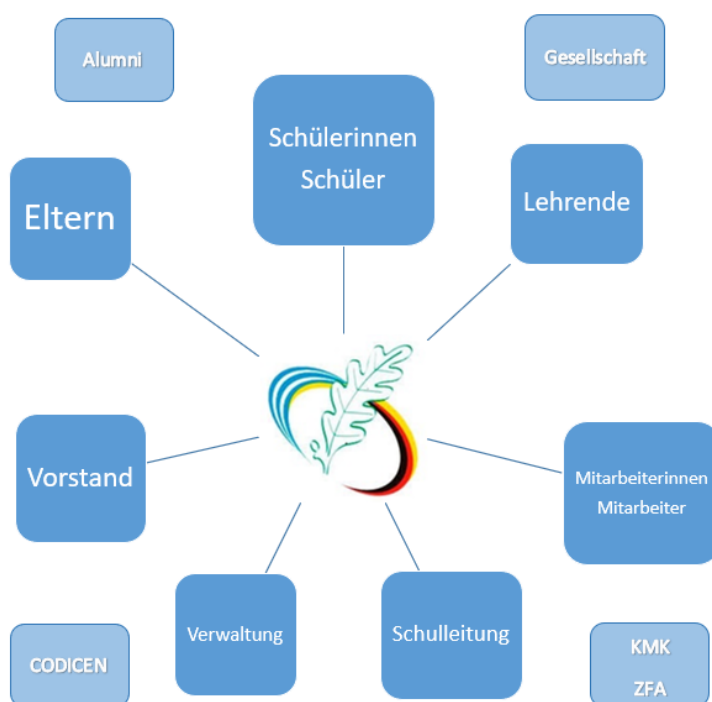 Alumni
Gesellschaft
Schülerinnen
Schüler
Eltern
Lehrende
Vorstand
Mitarbeiterinnen
Mitarbeiter
Verwaltung
Schulleitung
CODICEN
KMK
ZFA